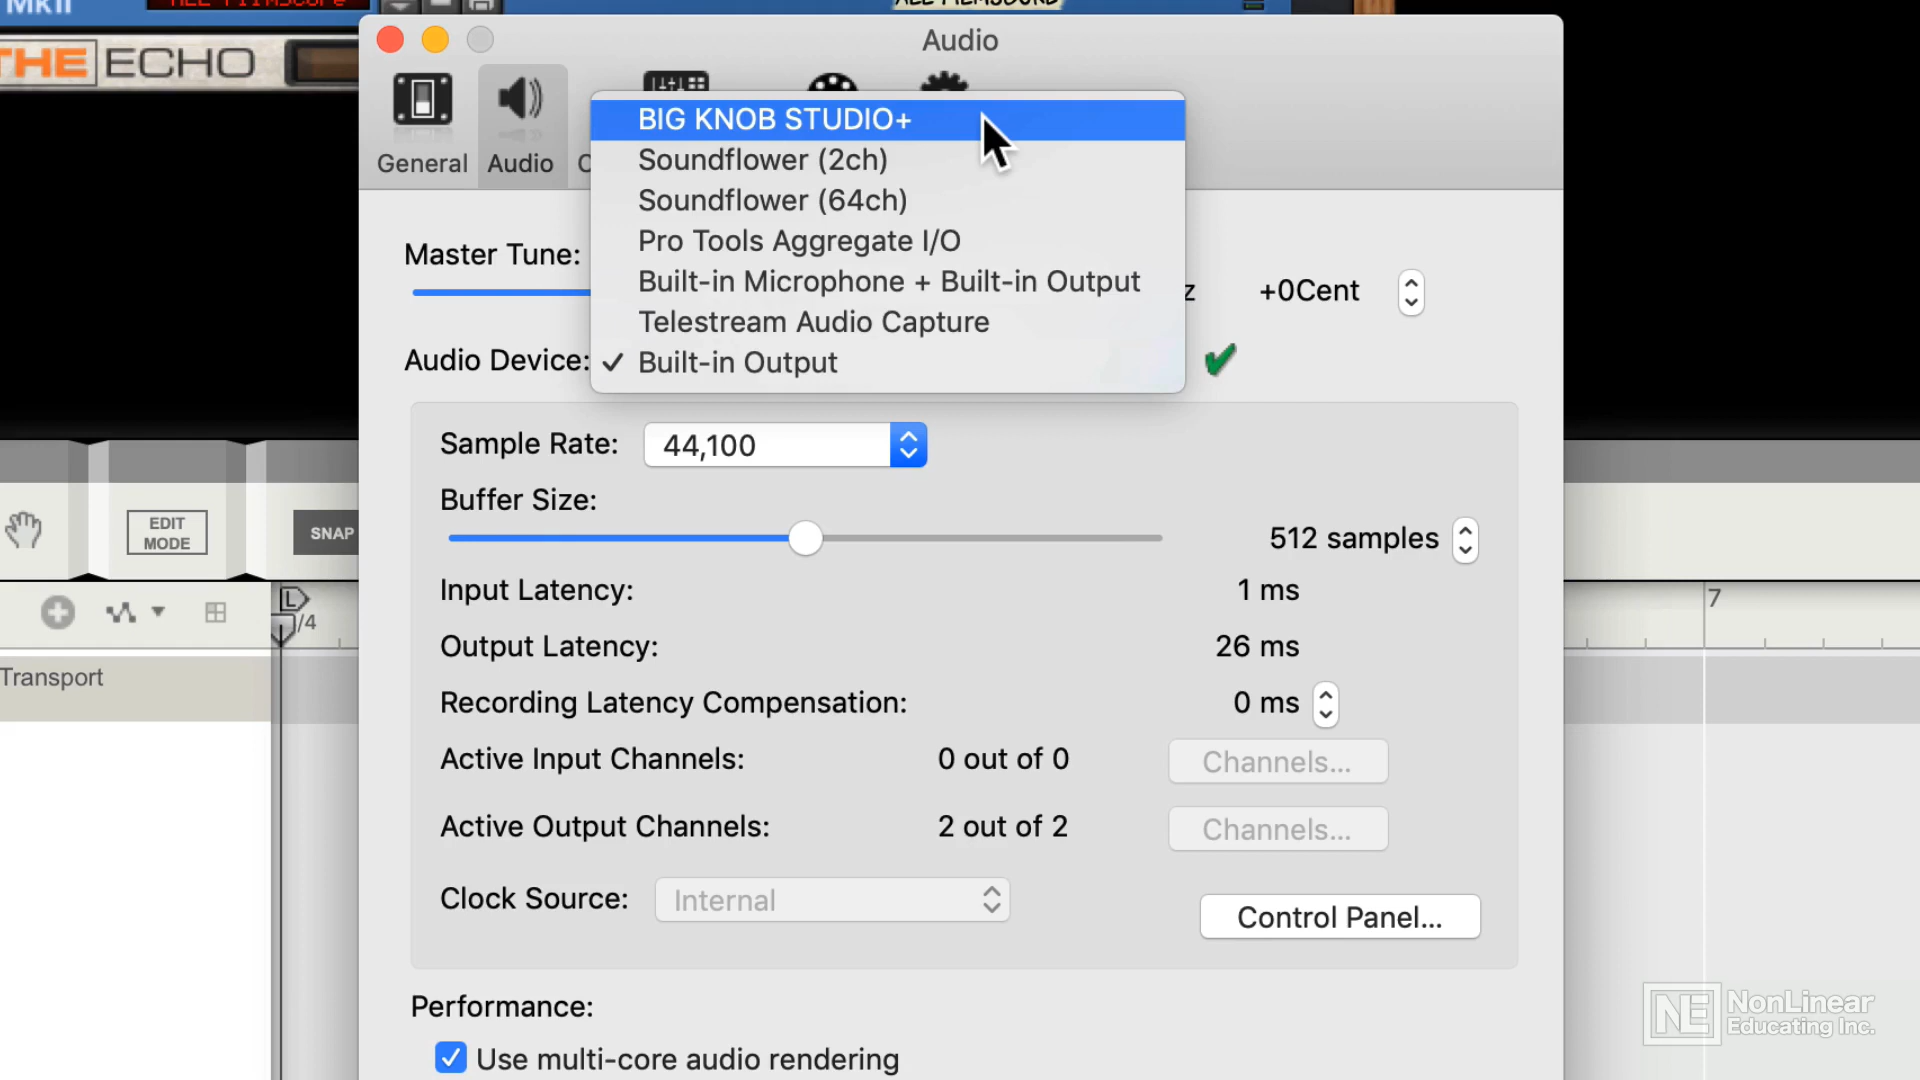 MkII
THE ECHO
Audio
General
Audio
BIG KNOB STUDIO+
Soundflower (2ch)
Soundflower (64ch)
Pro Tools Aggregate I/O
Built-in Microphone + Built-in Output
Telestream Audio Capture
✓ Built-in Output
Master Tune:
z
+0Cent
Audio Device:
Sample Rate:
44,100
Buffer Size:
512 samples
Input Latency:
1 ms
Output Latency:
26 ms
Recording Latency Compensation:
0 ms
Active Input Channels:
0 out of 0
Channels...
Active Output Channels:
2 out of 2
Channels...
Clock Source:
Internal
Control Panel...
Performance:
Use multi-core audio rendering
EDIT
MODE
SNAP
L
/4
7
Transport
NE
NonLinear
Educating Inc.